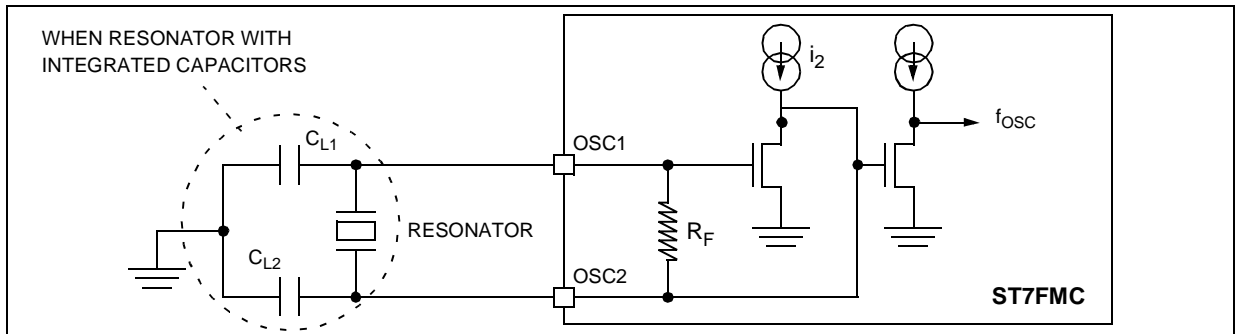 WHEN RESONATOR WITH
INTEGRATED CAPACITORS
i2
fOSC
CL1
OSC1
RESONATOR
RF
CL2
OSC2
ST7FMC